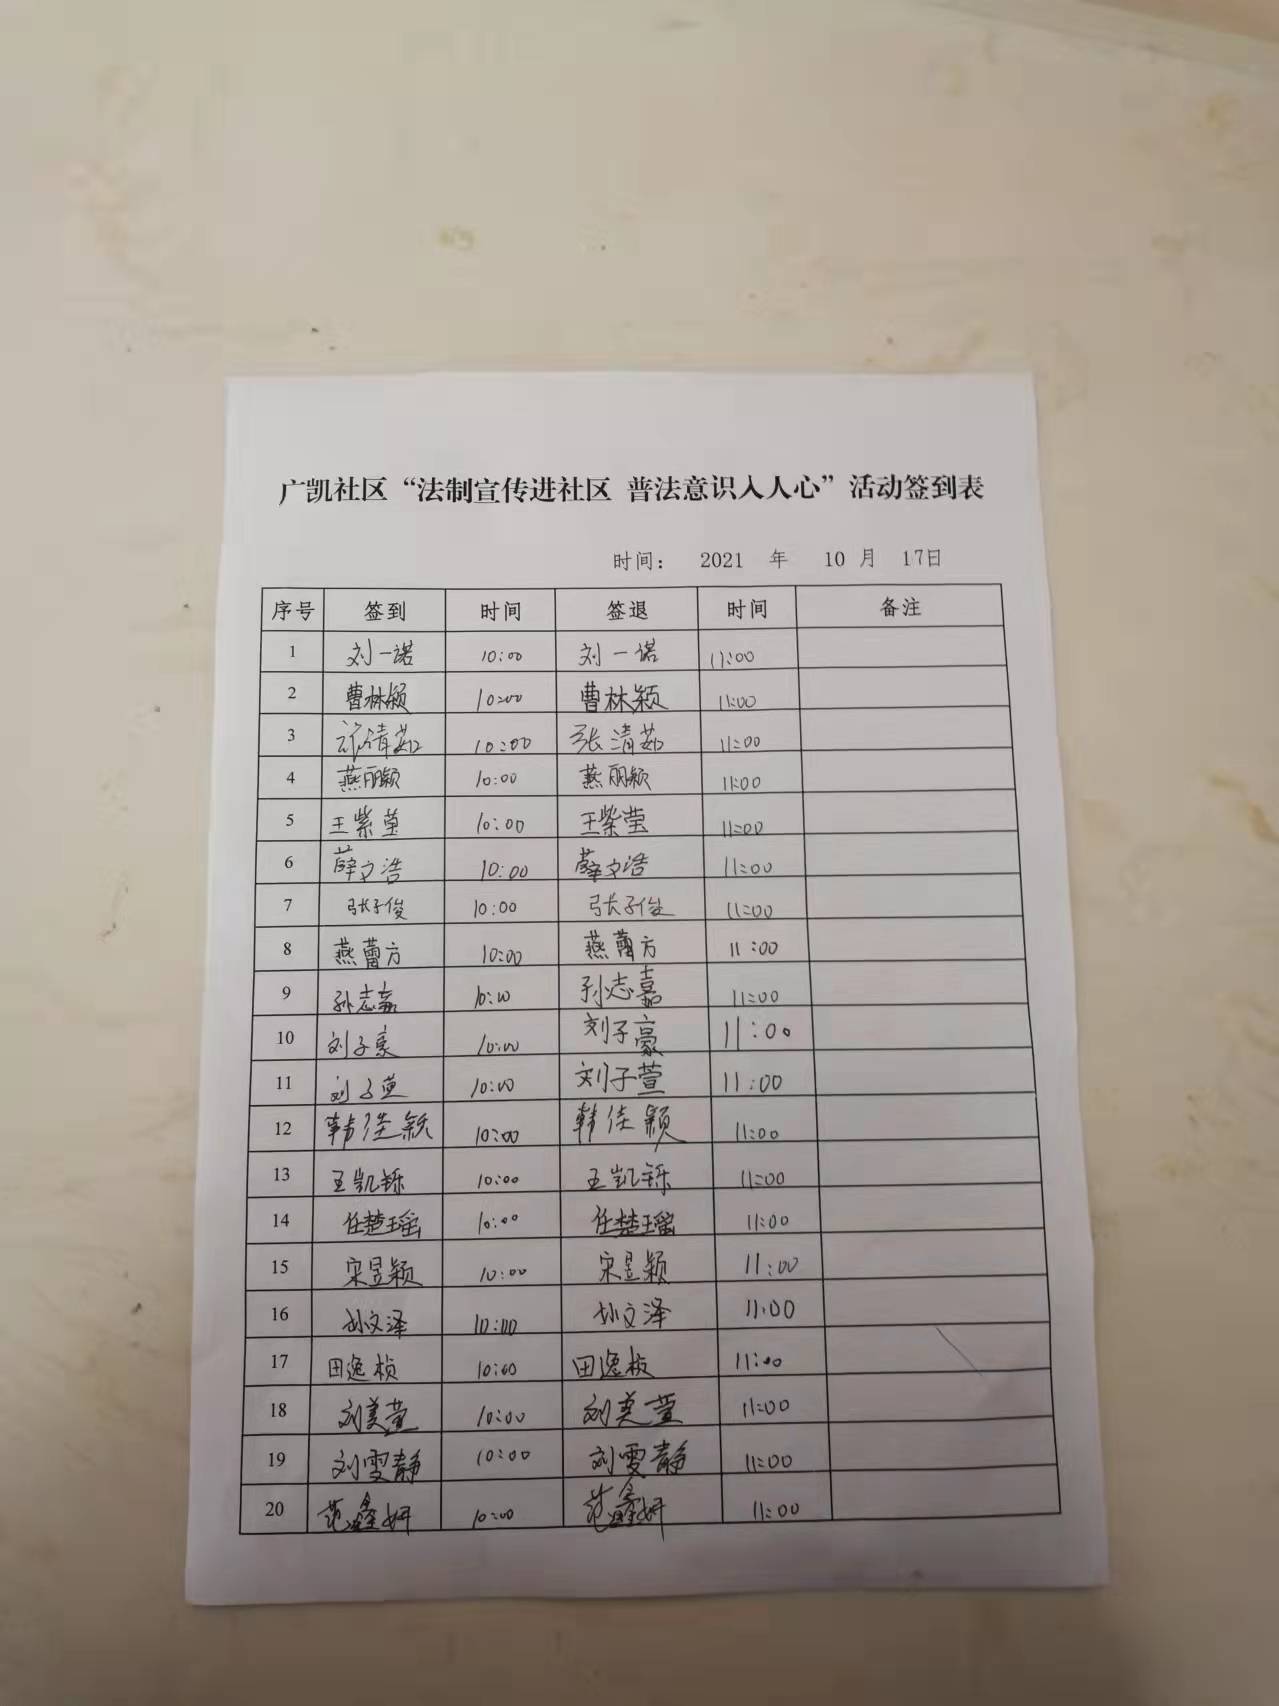 广凯社区“法制宣传进社区 普法意识入人心”活动签到表
时间： 2021 年 10 月 17日
序号 签到 时间 签退 时间 备注
1 刘一诺 10:00 刘一诺 11:00
2 曹林颖 10:00 曹林颖 11:00
3 张清茹 10:00 张清茹 11:00
4 燕丽颖 10:00 燕丽颖 11:00
5 王紫莹 10:00 王紫莹 11:00
6 薛文浩 10:00 薛文浩 11:00
7 张子俊 10:00 张子俊 11:00
8 燕 方 10:00 燕 方 11:00
9 孙志嘉 10:00 孙志嘉 11:00
10 刘子豪 10:00 刘子豪 11:00
11 刘子萱 10:00 刘子萱 11:00
12 韩佳颖 10:00 韩佳颖 11:00
13 王凯铄 10:00 王凯铄 11:00
14 任楚瑶 10:00 任楚瑶 11:00
15 宋昱颖 10:00 宋昱颖 11:00
16 孙文泽 10:00 孙文泽 11:00
17 田逸桢 10:00 田逸桢 11:00
18 刘美萱 10:00 刘美萱 11:00
19 刘雯静 10:00 刘雯静 11:00
20 范鑫妍 10:00 范鑫妍 11:00